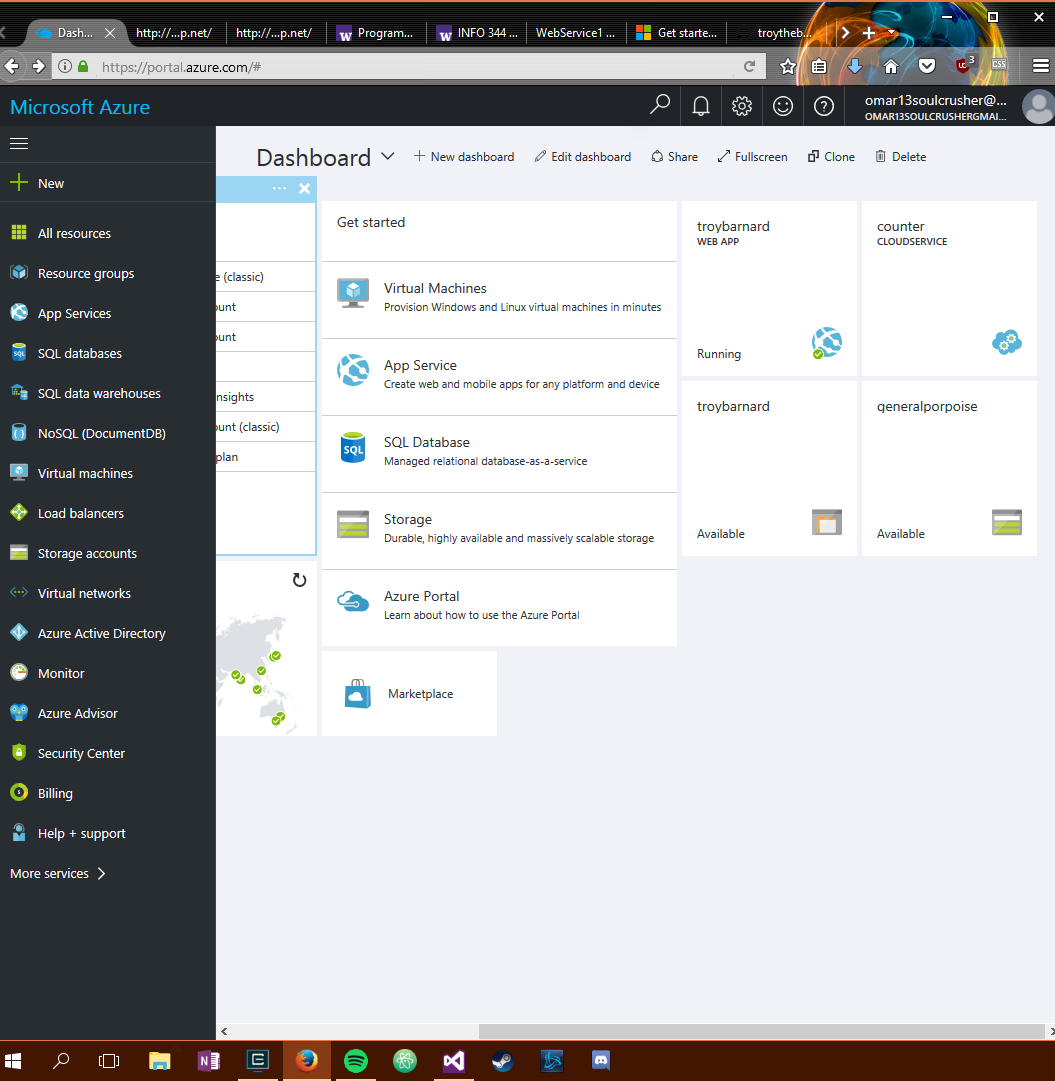 Dash...
http://...p.net/
http://...p.net/
Program...
INFO 344 ...
WebService1 ...
Get starte...
troytheb...
https://portal.azure.com/#
3
CSS
Microsoft Azure
omar13soulcrusher@...
OMAR13SOULCRUSHERGMAI...
Dashboard
New dashboard
Edit dashboard
Share
Fullscreen
Clone
Delete
New
All resources
Resource groups
App Services
SQL databases
SQL data warehouses
NoSQL (DocumentDB)
Virtual machines
Load balancers
Storage accounts
Virtual networks
Azure Active Directory
Monitor
Azure Advisor
Security Center
Billing
Help + support
More services
e (classic)
ount
ount
nsights
ount (classic)
plan
Get started
Virtual Machines
Provision Windows and Linux virtual machines in minutes
App Service
Create web and mobile apps for any platform and device
SQL
SQL Database
Managed relational database-as-a-service
Storage
Durable, highly available and massively scalable storage
Azure Portal
Learn about how to use the Azure Portal
Marketplace
troybarnard
WEB APP
Running
counter
CLOUDSERVICE
troybarnard
Available
generalporpoise
Available